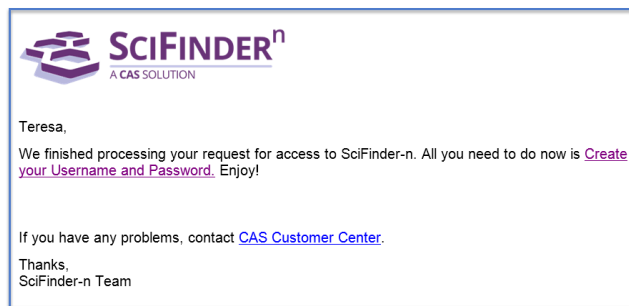 SCIFINDERⁿ
A CAS SOLUTION
Teresa,
We finished processing your request for access to SciFinder-n. All you need to do now is Create
your Username and Password. Enjoy!
If you have any problems, contact CAS Customer Center.
Thanks,
SciFinder-n Team